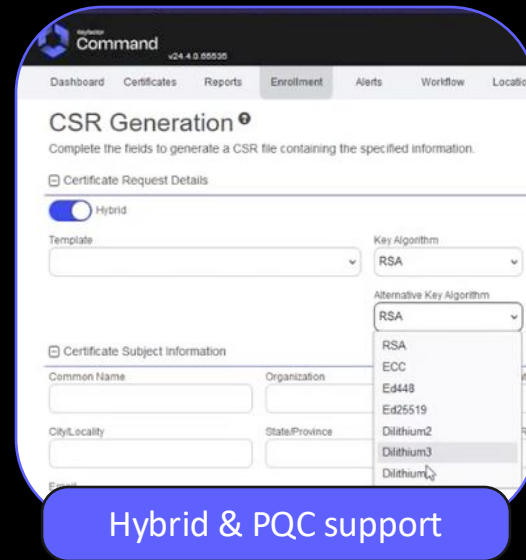 keyfactor
Command
v24.4.0.65535
Dashboard Certificates Reports Enrollment Alerts Workflow Locatio
CSR Generation
Complete the fields to generate a CSR file containing the specified information.
Certificate Request Details
Hybrid
Template Key Algorithm
RSA
Alternative Key Algorithm
RSA
RSA
ECC
Ed448
Ed25519
Dilithium2
Dilithium3
Dilithium
Certificate Subject Information
Common Name Organization
City/Locality State/Province
Hybrid & PQC support